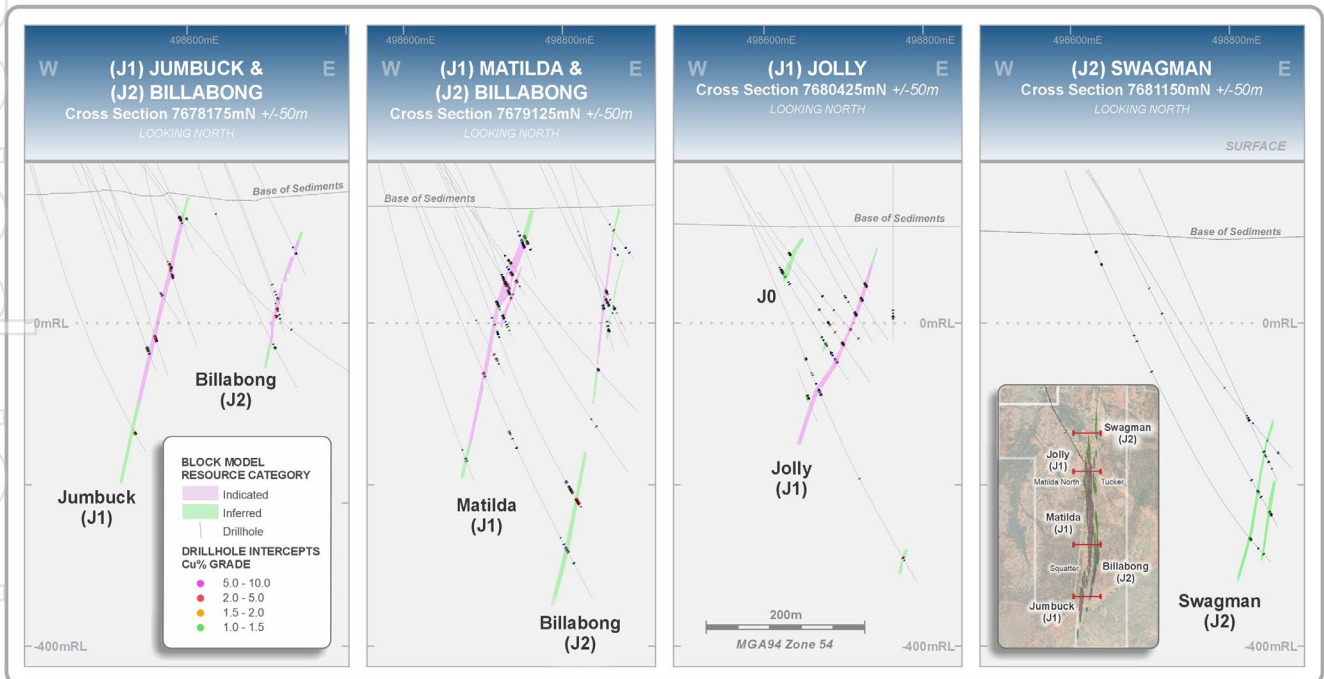 498600mE
W
(J1) JUMBUCK &
E
(J2) BILLABONG
Cross Section 7678175mN +/-50m
LOOKING NORTH
Base of Sediments
0mRL
Billabong
(J2)
Jumbuck
(J1)
-400mRL
BLOCK MODEL
RESOURCE CATEGORY
Indicated
Inferred
Drillhole
DRILLHOLE INTERCEPTS
Cu% GRADE
5.0 - 10.0
2.0 - 5.0
1.5 - 2.0
1.0 - 1.5
498600mE 498800mE
W
(J1) MATILDA &
E
(J2) BILLABONG
Cross Section 7679125mN +/-50m
LOOKING NORTH
Base of Sediments
Matilda
(J1)
Billabong
(J2)
498600mE 498800mE
W
(J1) JOLLY
E
Cross Section 7680425mN +/-50m
LOOKING NORTH
Base of Sediments
J0
0mRL
Jolly
(J1)
200m
MGA94 Zone 54
-400mRL
498600mE 498800mE
W
(J2) SWAGMAN
E
Cross Section 7681150mN +/-50m
LOOKING NORTH
SURFACE
Base of Sediments
0mRL
Swagman
(J2)
Jolly
(J1)
Matilda North
Tucker
Matilda
(J1)
Squatter
Billabong
(J2)
Jumbuck
(J1)
Swagman
(J2)
-400mRL